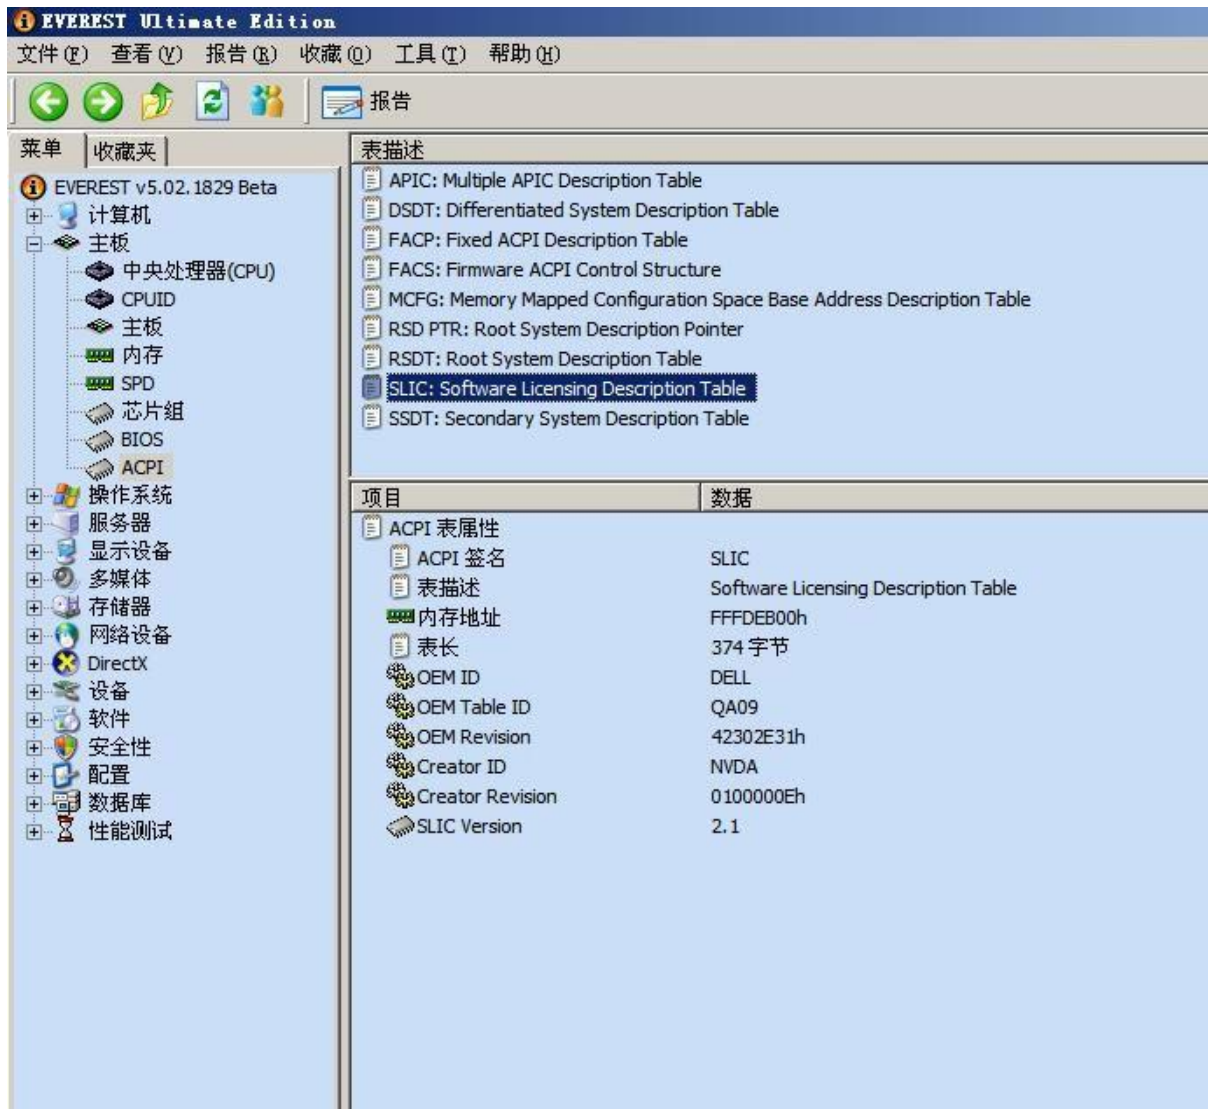 EVEREST Ultimate Edition
文件(F) 查看(V) 报告(R) 收藏(O) 工具(T) 帮助(H)
报告
菜单 收藏夹
EVEREST v5.02.1829 Beta
计算机
主板
中央处理器(CPU)
CPUID
主板
内存
SPD
芯片组
BIOS
ACPI
操作系统
服务器
显示设备
多媒体
存储器
网络设备
DirectX
设备
软件
安全性
配置
数据库
性能测试
表描述
APIC: Multiple APIC Description Table
DSDT: Differentiated System Description Table
FACP: Fixed ACPI Description Table
FACS: Firmware ACPI Control Structure
MCFG: Memory Mapped Configuration Space Base Address Description Table
RSD PTR: Root System Description Pointer
RSDT: Root System Description Table
SLIC: Software Licensing Description Table
SSDT: Secondary System Description Table
项目 数据
ACPI 表属性
ACPI 签名 SLIC
表描述 Software Licensing Description Table
内存地址 FFFDEB00h
表长 374 字节
OEM ID DELL
OEM Table ID QA09
OEM Revision 42302E31h
Creator ID NVDA
Creator Revision 0100000Eh
SLIC Version 2.1